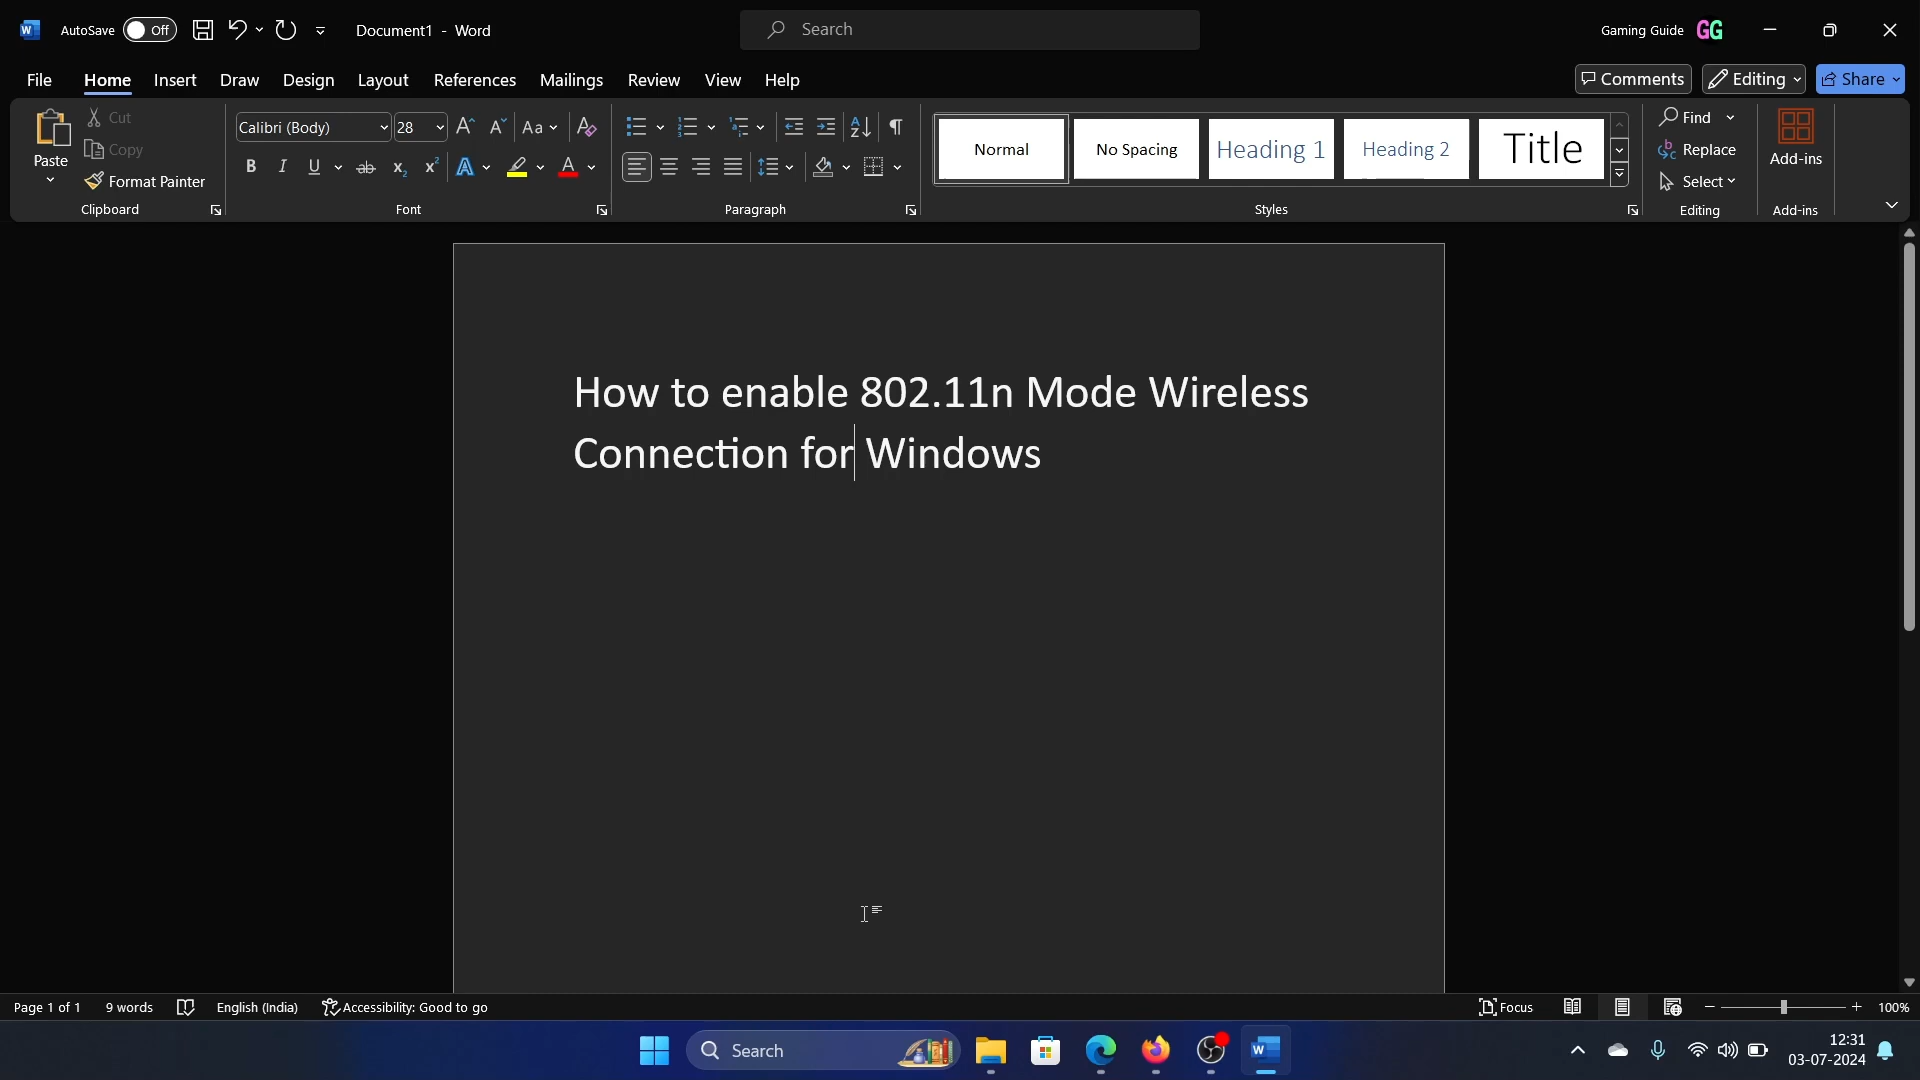 AutoSave Off Document1 - Word Search Gaming Guide GG
File Home Insert Draw Design Layout References Mailings Review View Help Comments Editing Share
Paste
Cut
Copy
Format Painter
Clipboard
Calibri (Body) 28
Font
Paragraph
Normal No Spacing Heading 1 Heading 2 Title
Styles
Find
Replace
Select
Editing
Add-ins
Add-ins
How to enable 802.11n Mode Wireless
Connection for Windows
Page 1 of 1 9 words English (India) Accessibility: Good to go Focus 100%
Search 12:31
03-07-2024